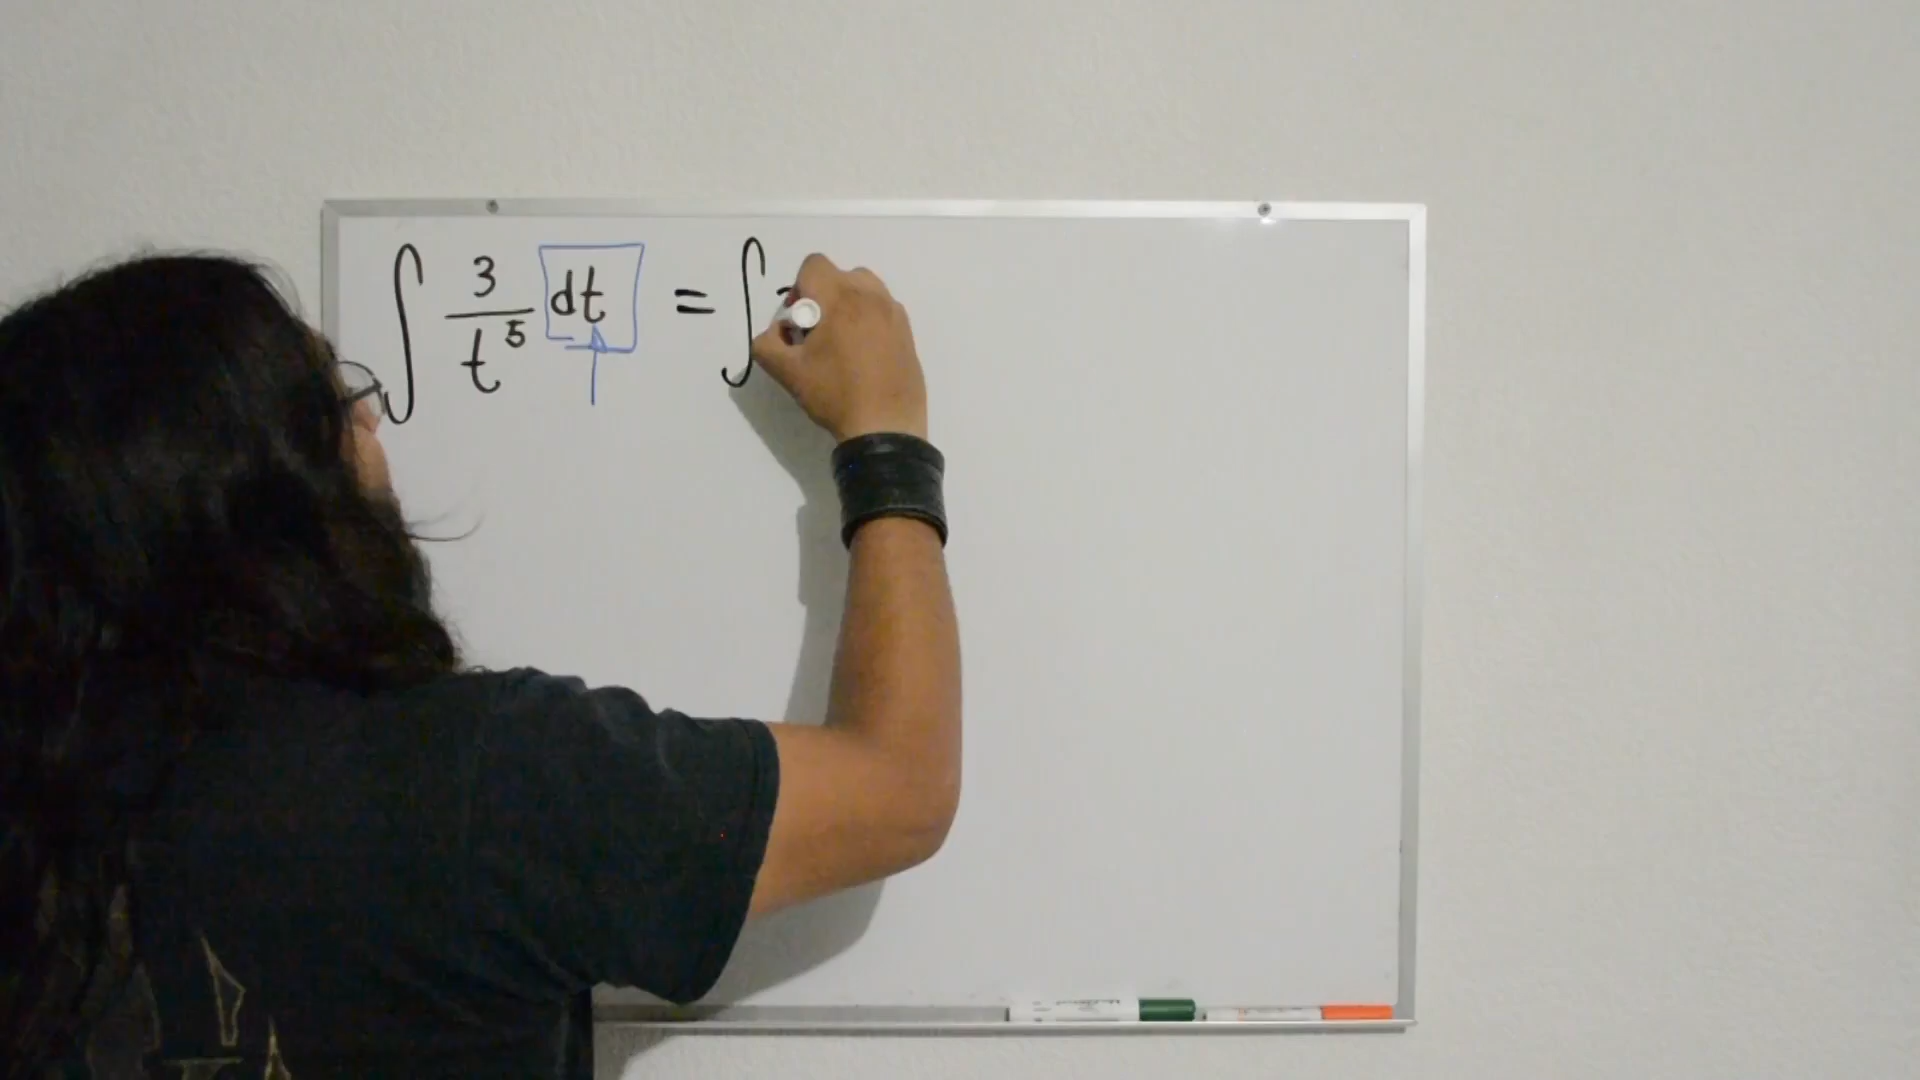 ∫ 3/t⁵ dt = ∫